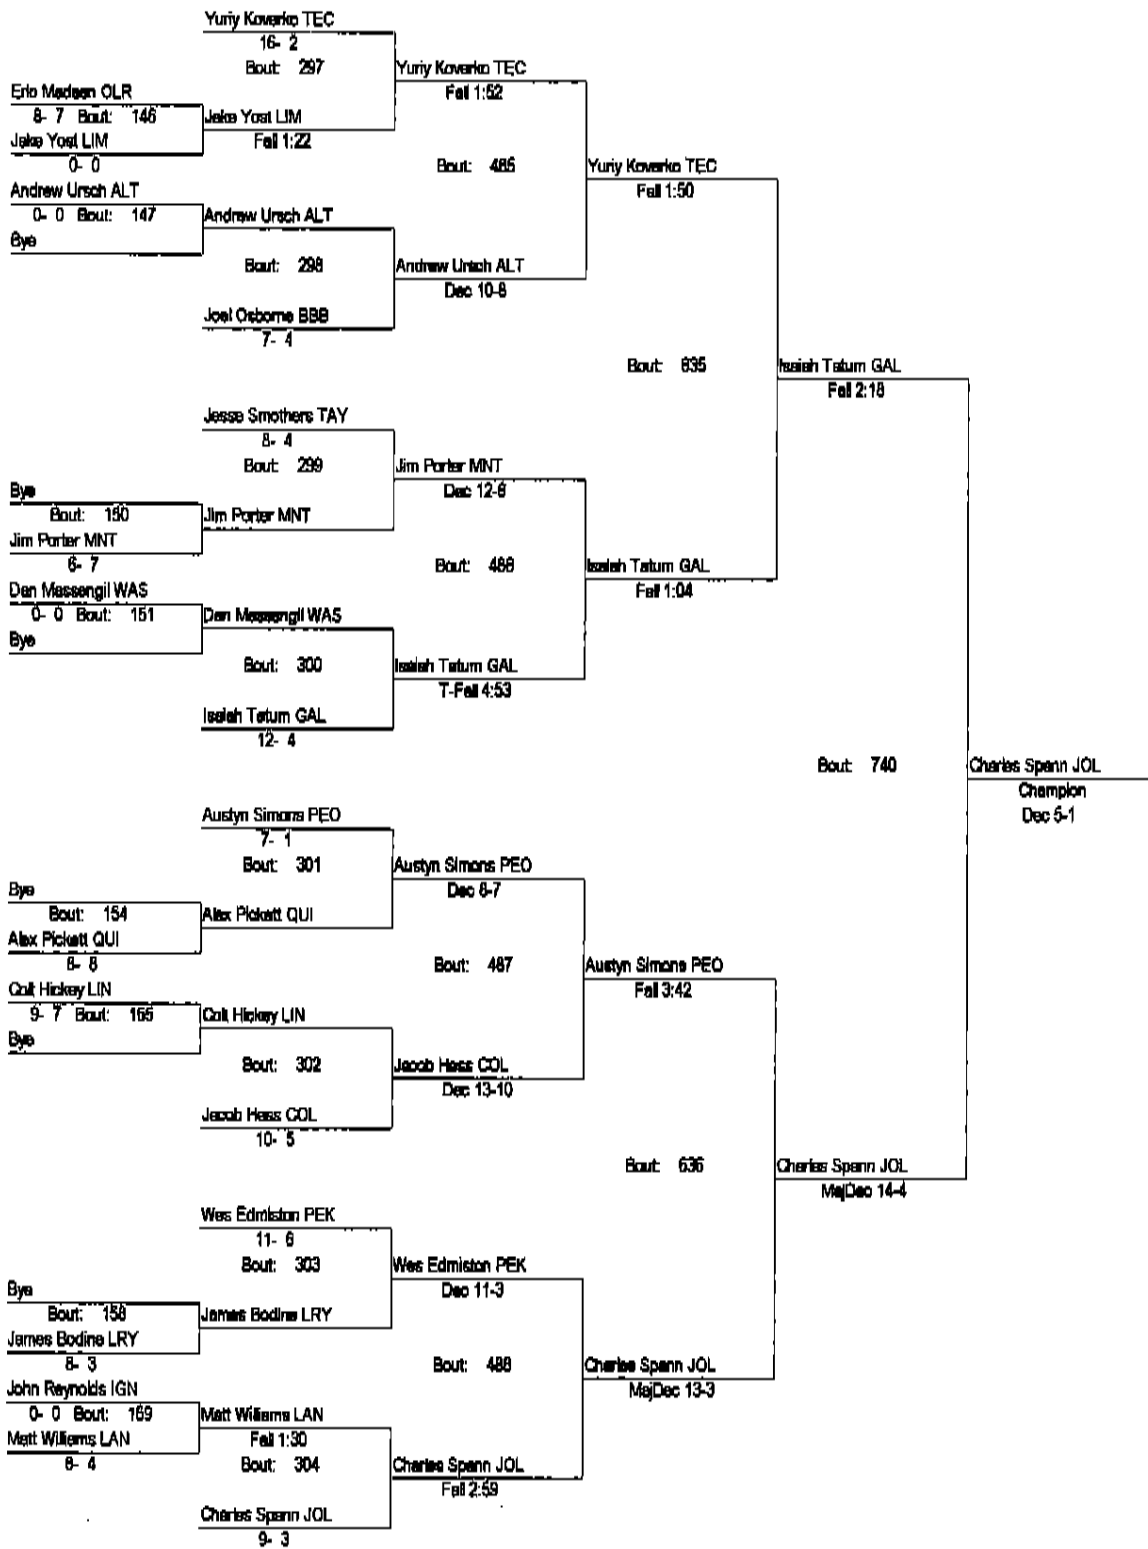 Yuriy Kovarko TEC
16- 2
Bout: 297
Yuriy Kovarko TEC
Fall 1:52
Eric Madsen OLR
8- 7 Bout: 146
Jake Yost LIM
Fall 1:22
Jake Yost LIM
0- 0
Bout: 485
Yuriy Kovarko TEC
Fall 1:50
Andrew Ursch ALT
0- 0 Bout: 147
Andrew Ursch ALT
Bye
Bout: 298
Andrew Ursch ALT
Dec 10-8
Joel Osborne BBB
7- 4
Bout: 635
Isaiah Tatum GAL
Fall 2:18
Jesse Smothers TAY
8- 4
Bout: 299
Jim Porter MNT
Dec 12-6
Bye
Bout: 150
Jim Porter MNT
Jim Porter MNT
6- 7
Bout: 486
Isaiah Tatum GAL
Fall 1:04
Dan Massengil WAS
0- 0 Bout: 151
Dan Massengil WAS
Bye
Bout: 300
Isaiah Tatum GAL
T-Fall 4:53
Isaiah Tatum GAL
12- 4
Bout: 740
Charles Spann JOL
Champion
Dec 5-1
Austyn Simons PEO
7- 1
Bout: 301
Austyn Simons PEO
Dec 8-7
Bye
Bout: 154
Alex Pickett QUI
Alex Pickett QUI
8- 8
Bout: 487
Austyn Simons PEO
Fall 3:42
Colt Hickey LIN
9- 7 Bout: 155
Colt Hickey LIN
Bye
Bout: 302
Jacob Hess COL
Dec 13-10
Jacob Hess COL
10- 5
Bout: 636
Charles Spann JOL
MajDec 14-4
Wes Edmiston PEK
11- 6
Bout: 303
Wes Edmiston PEK
Dec 11-3
Bye
Bout: 158
James Bodine LRY
James Bodine LRY
8- 3
Bout: 488
Charles Spann JOL
MajDec 13-3
John Reynolds IGN
0- 0 Bout: 159
Matt Williams LAN
Fall 1:30
Matt Williams LAN
8- 4
Bout: 304
Charles Spann JOL
Fall 2:59
Charles Spann JOL
9- 3